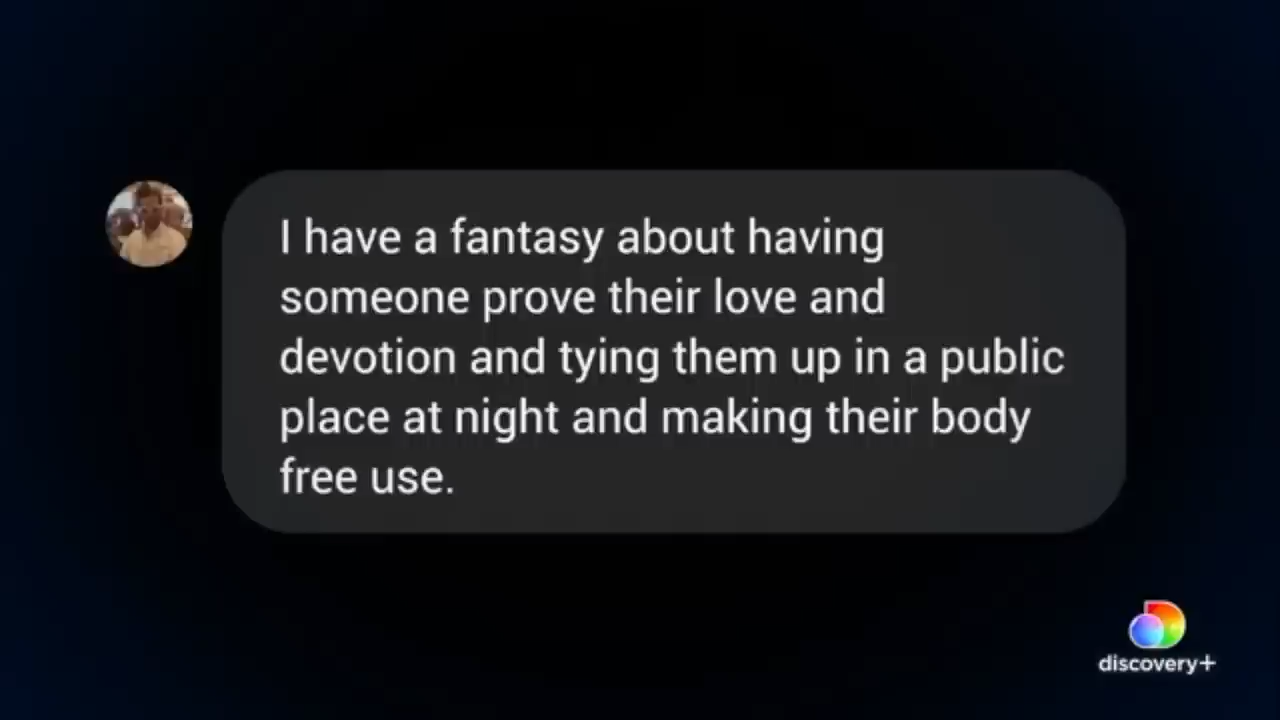 I have a fantasy about having
someone prove their love and
devotion and tying them up in a public
place at night and making their body
free use.
discovery+